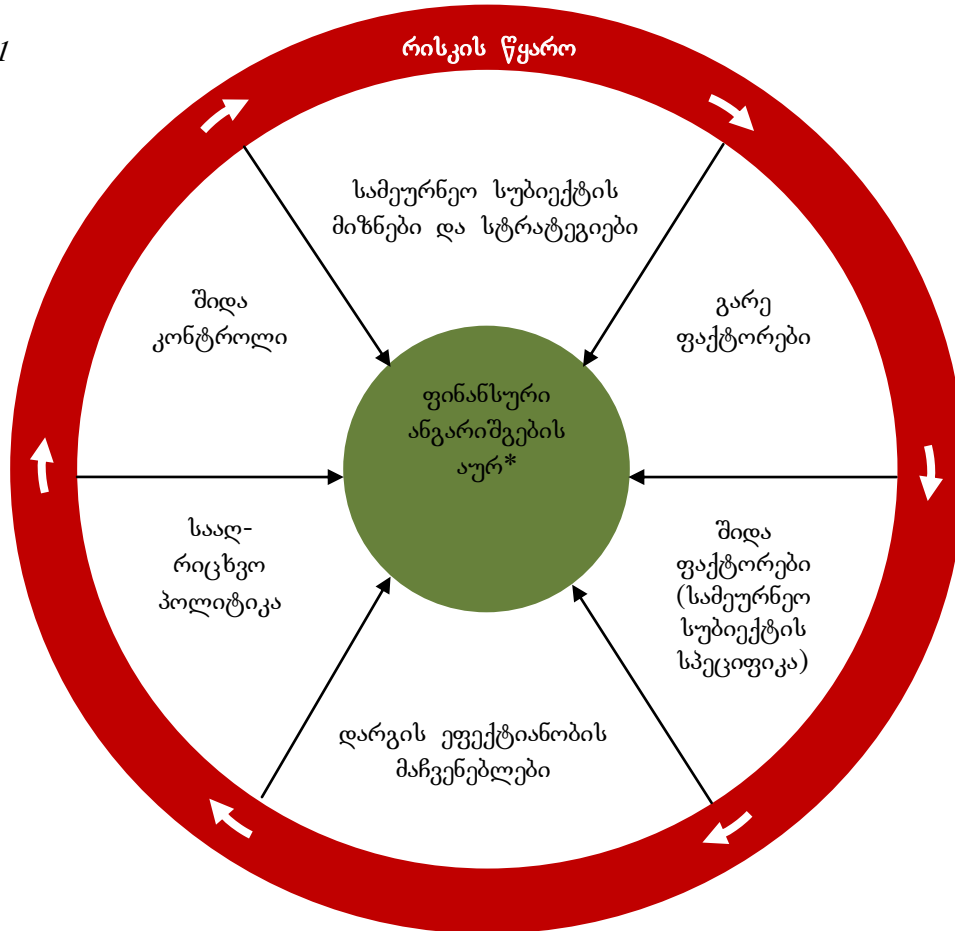 1
რისკის წყარო
სამეურნეო სუბიექტის
მიზნები და სტრატეგიები
გარე
ფაქტორები
შიდა
ფაქტორები
(სამეურნეო
სუბიექტის
სპეციფიკა)
დარგის ეფექტიანობის
მაჩვენებლები
სააღ-
რიცხვო
პოლიტიკა
შიდა
კონტროლი
ფინანსური
ანგარიშგების
აურ*